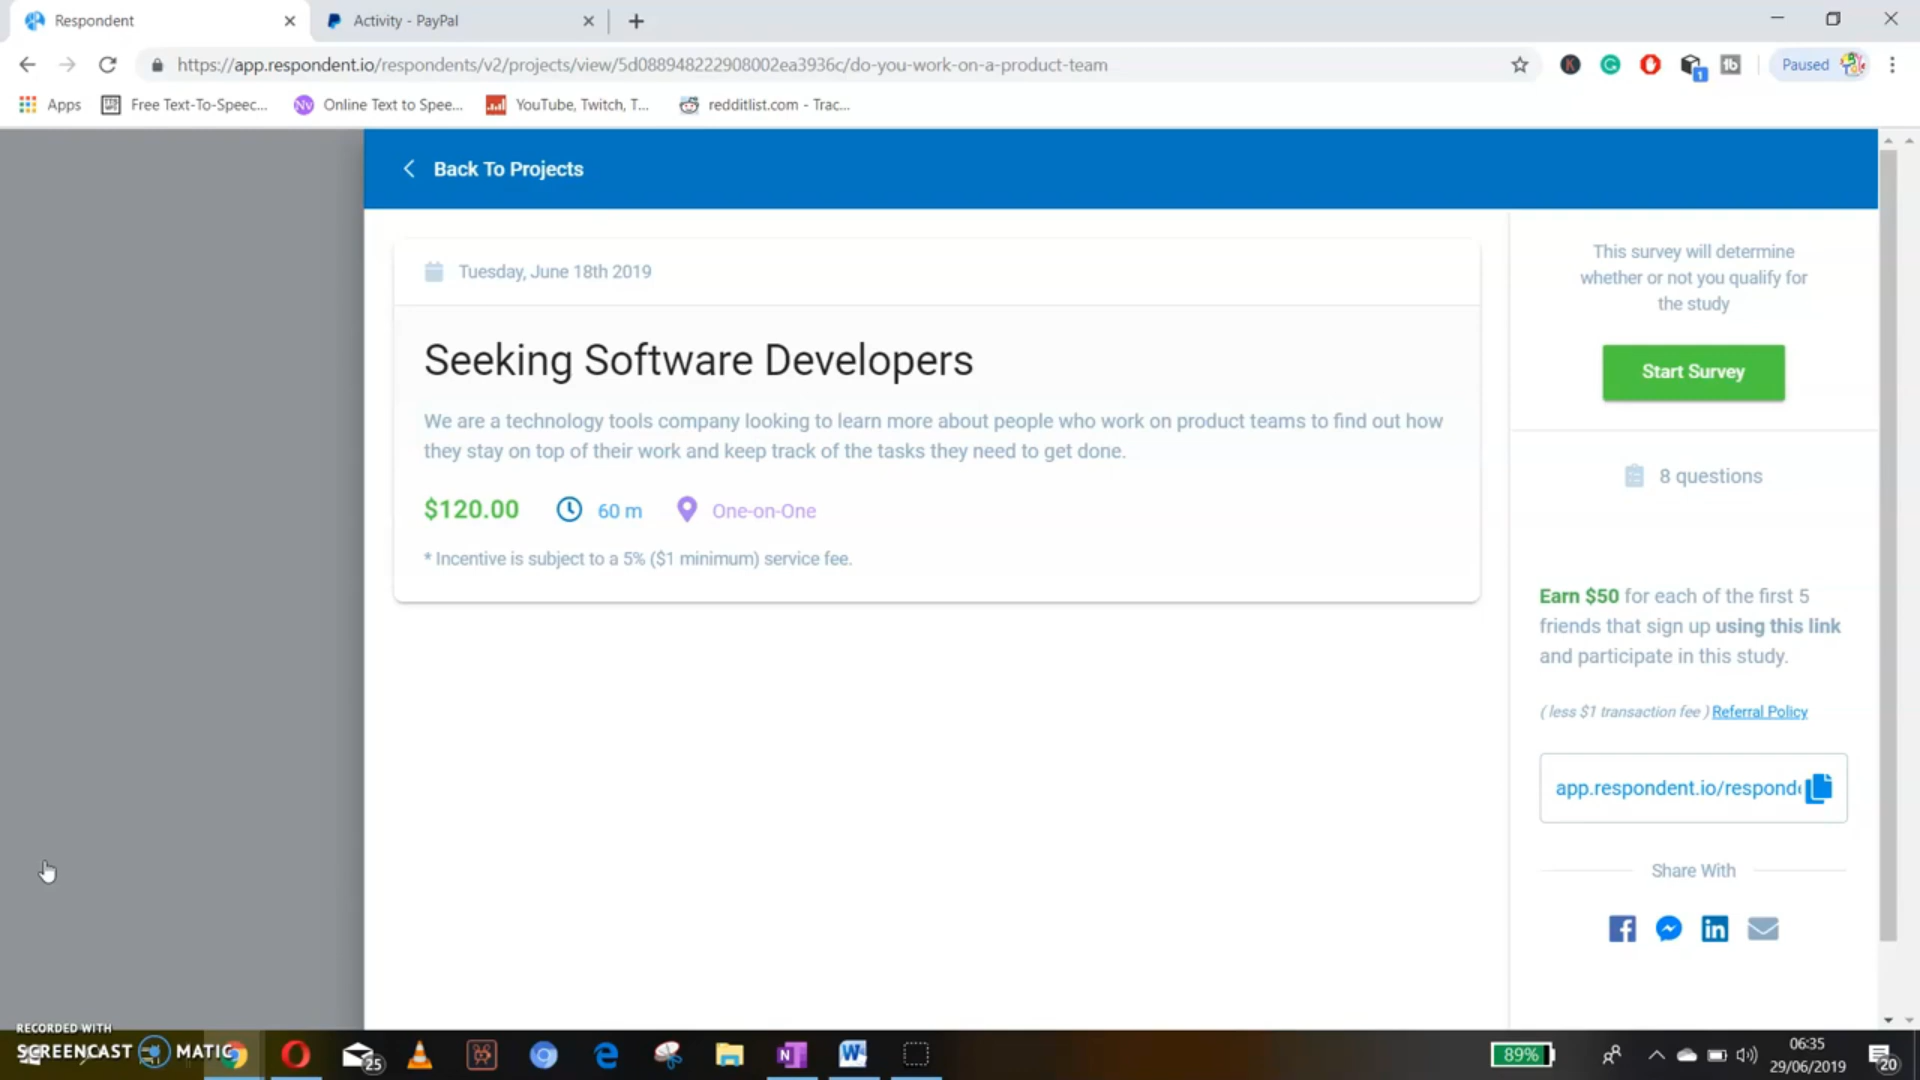 Respondent
Activity - PayPal
https://app.respondent.io/respondents/v2/projects/view/5d088948222908002ea3936c/do-you-work-on-a-product-team
Paused
Apps
Free Text-To-Speec...
Online Text to Spee...
YouTube, Twitch, T...
redditlist.com - Trac...
Back To Projects
Tuesday, June 18th 2019
Seeking Software Developers
We are a technology tools company looking to learn more about people who work on product teams to find out how
they stay on top of their work and keep track of the tasks they need to get done.
$120.00 60 m One-on-One
* Incentive is subject to a 5% ($1 minimum) service fee.
This survey will determine
whether or not you qualify for
the study
Start Survey
8 questions
Earn $50 for each of the first 5
friends that sign up using this link
and participate in this study.
( less $1 transaction fee ) Referral Policy
app.respondent.io/responde
Share With
RECORDED WITH
SCREENCAST MATIC
25
89%
06:35
29/06/2019
20